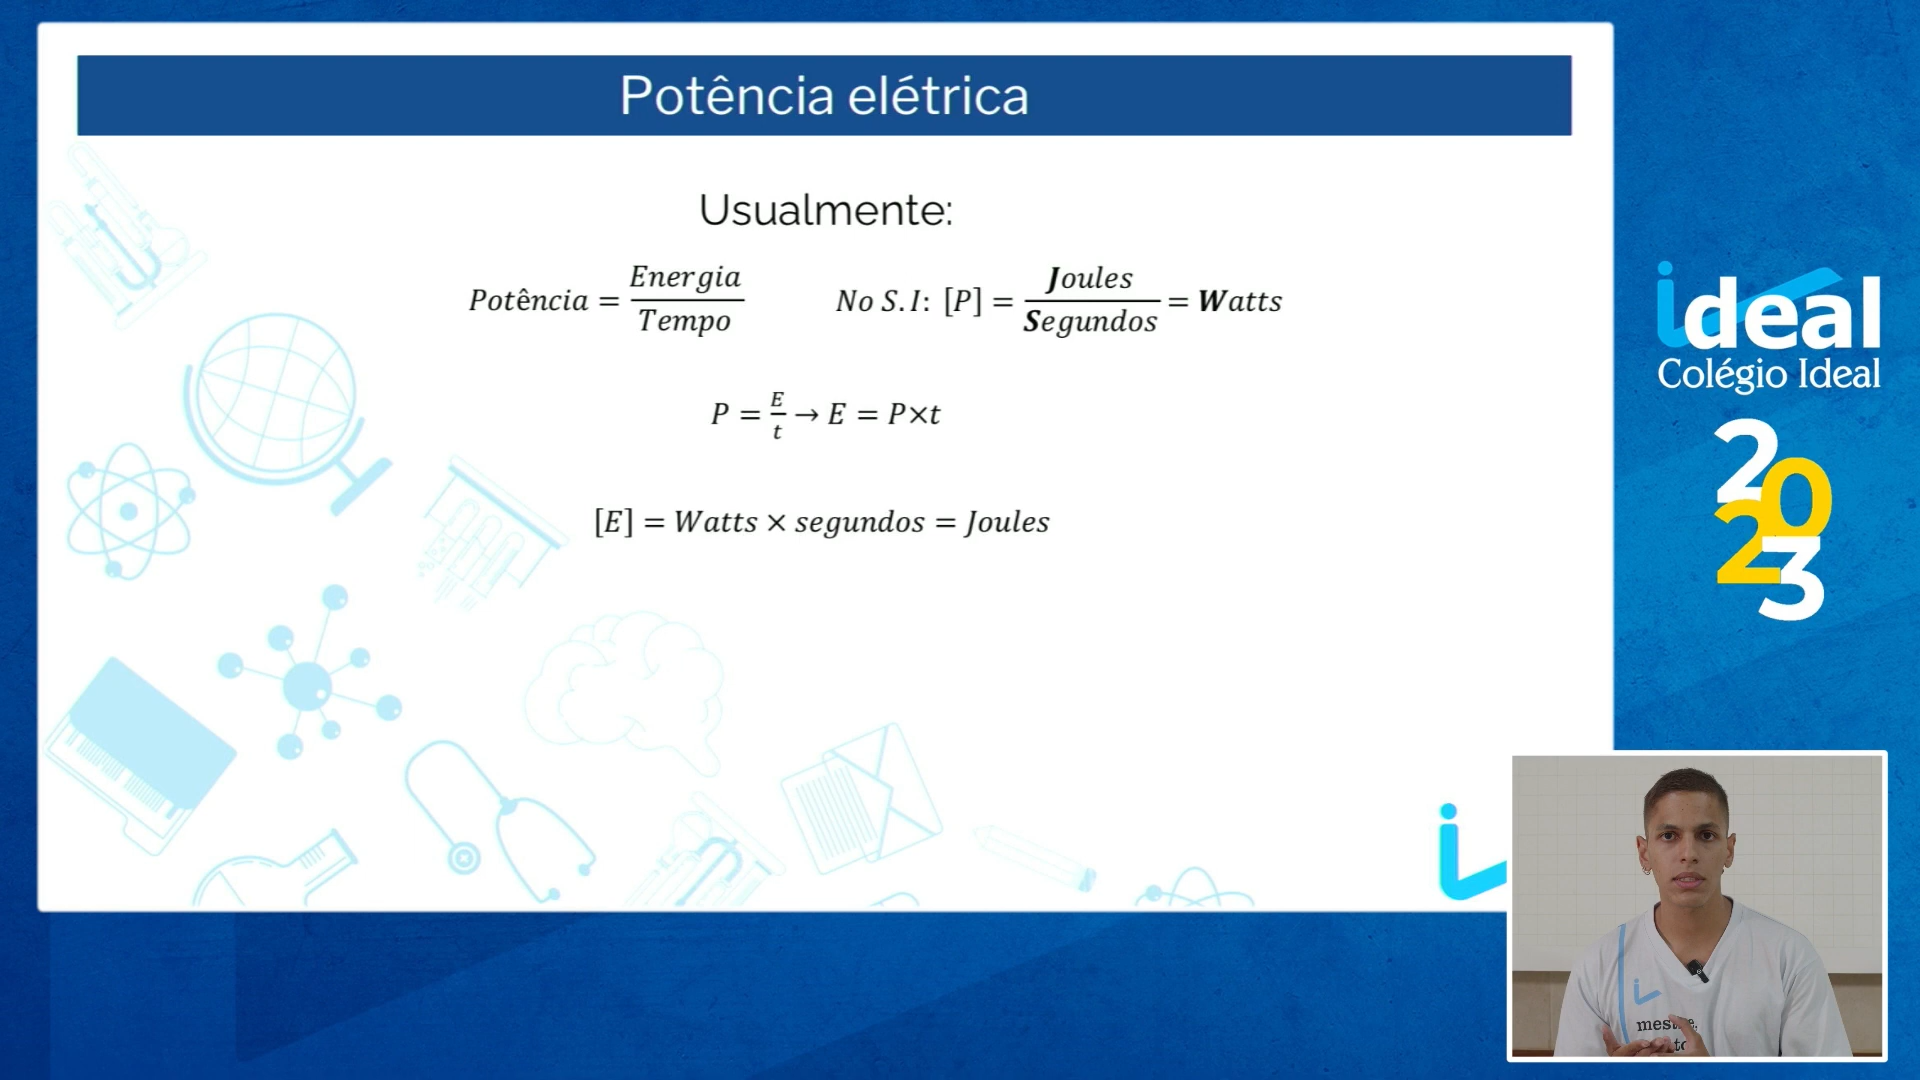 Potência elétrica
Usualmente:
Potência = Energia / Tempo
No S.I: [P] = Joules / Segundos = Watts
P = E / t → E = P×t
[E] = Watts × segundos = Joules
ideal
Colégio Ideal
2023